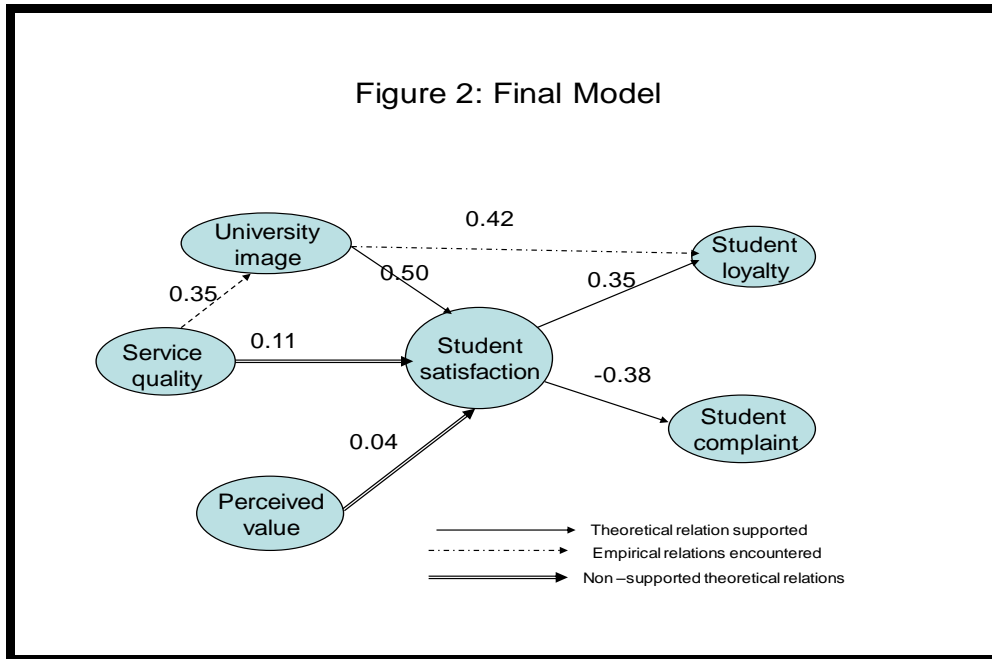 Figure 2: Final Model
0.42
University
image
Student
loyalty
0.50
0.35
0.35
0.11
Service
quality
Student
satisfaction
-0.38
Student
complaint
0.04
Perceived
value
Theoretical relation supported
Empirical relations encountered
Non –supported theoretical relations